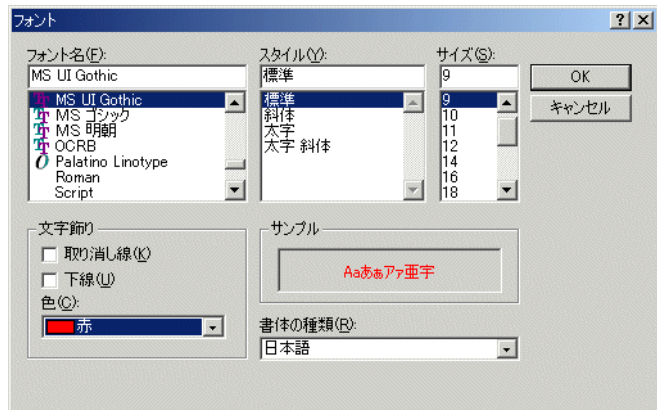 フォント
フォント名(F):
スタイル(Y):
サイズ(S):
MS UI Gothic
標準
9
OK
キャンセル
MS UI Gothic
MS ゴシック
MS 明朝
OCRB
Palatino Linotype
Roman
Script
標準
斜体
太字
太字 斜体
9
10
11
12
14
16
18
文字飾り
取り消し線(K)
下線(U)
色(C):
赤
サンプル
Aaあぁアァ亜宇
書体の種類(R):
日本語